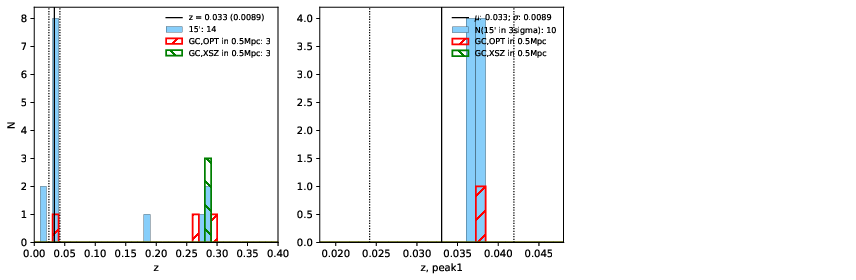 z = 0.033 (0.0089)
15': 14
GC,OPT in 0.5Mpc: 3
GC,XSZ in 0.5Mpc: 3
8
7
6
5
4
3
2
1
0
N
0.00 0.05 0.10 0.15 0.20 0.25 0.30 0.35 0.40
z
μ: 0.033; σ: 0.0089
N(15' in 3sigma): 10
GC,OPT in 0.5Mpc
GC,XSZ in 0.5Mpc
4.0
3.5
3.0
2.5
2.0
1.5
1.0
0.5
0.0
0.020 0.025 0.030 0.035 0.040 0.045
z, peak1